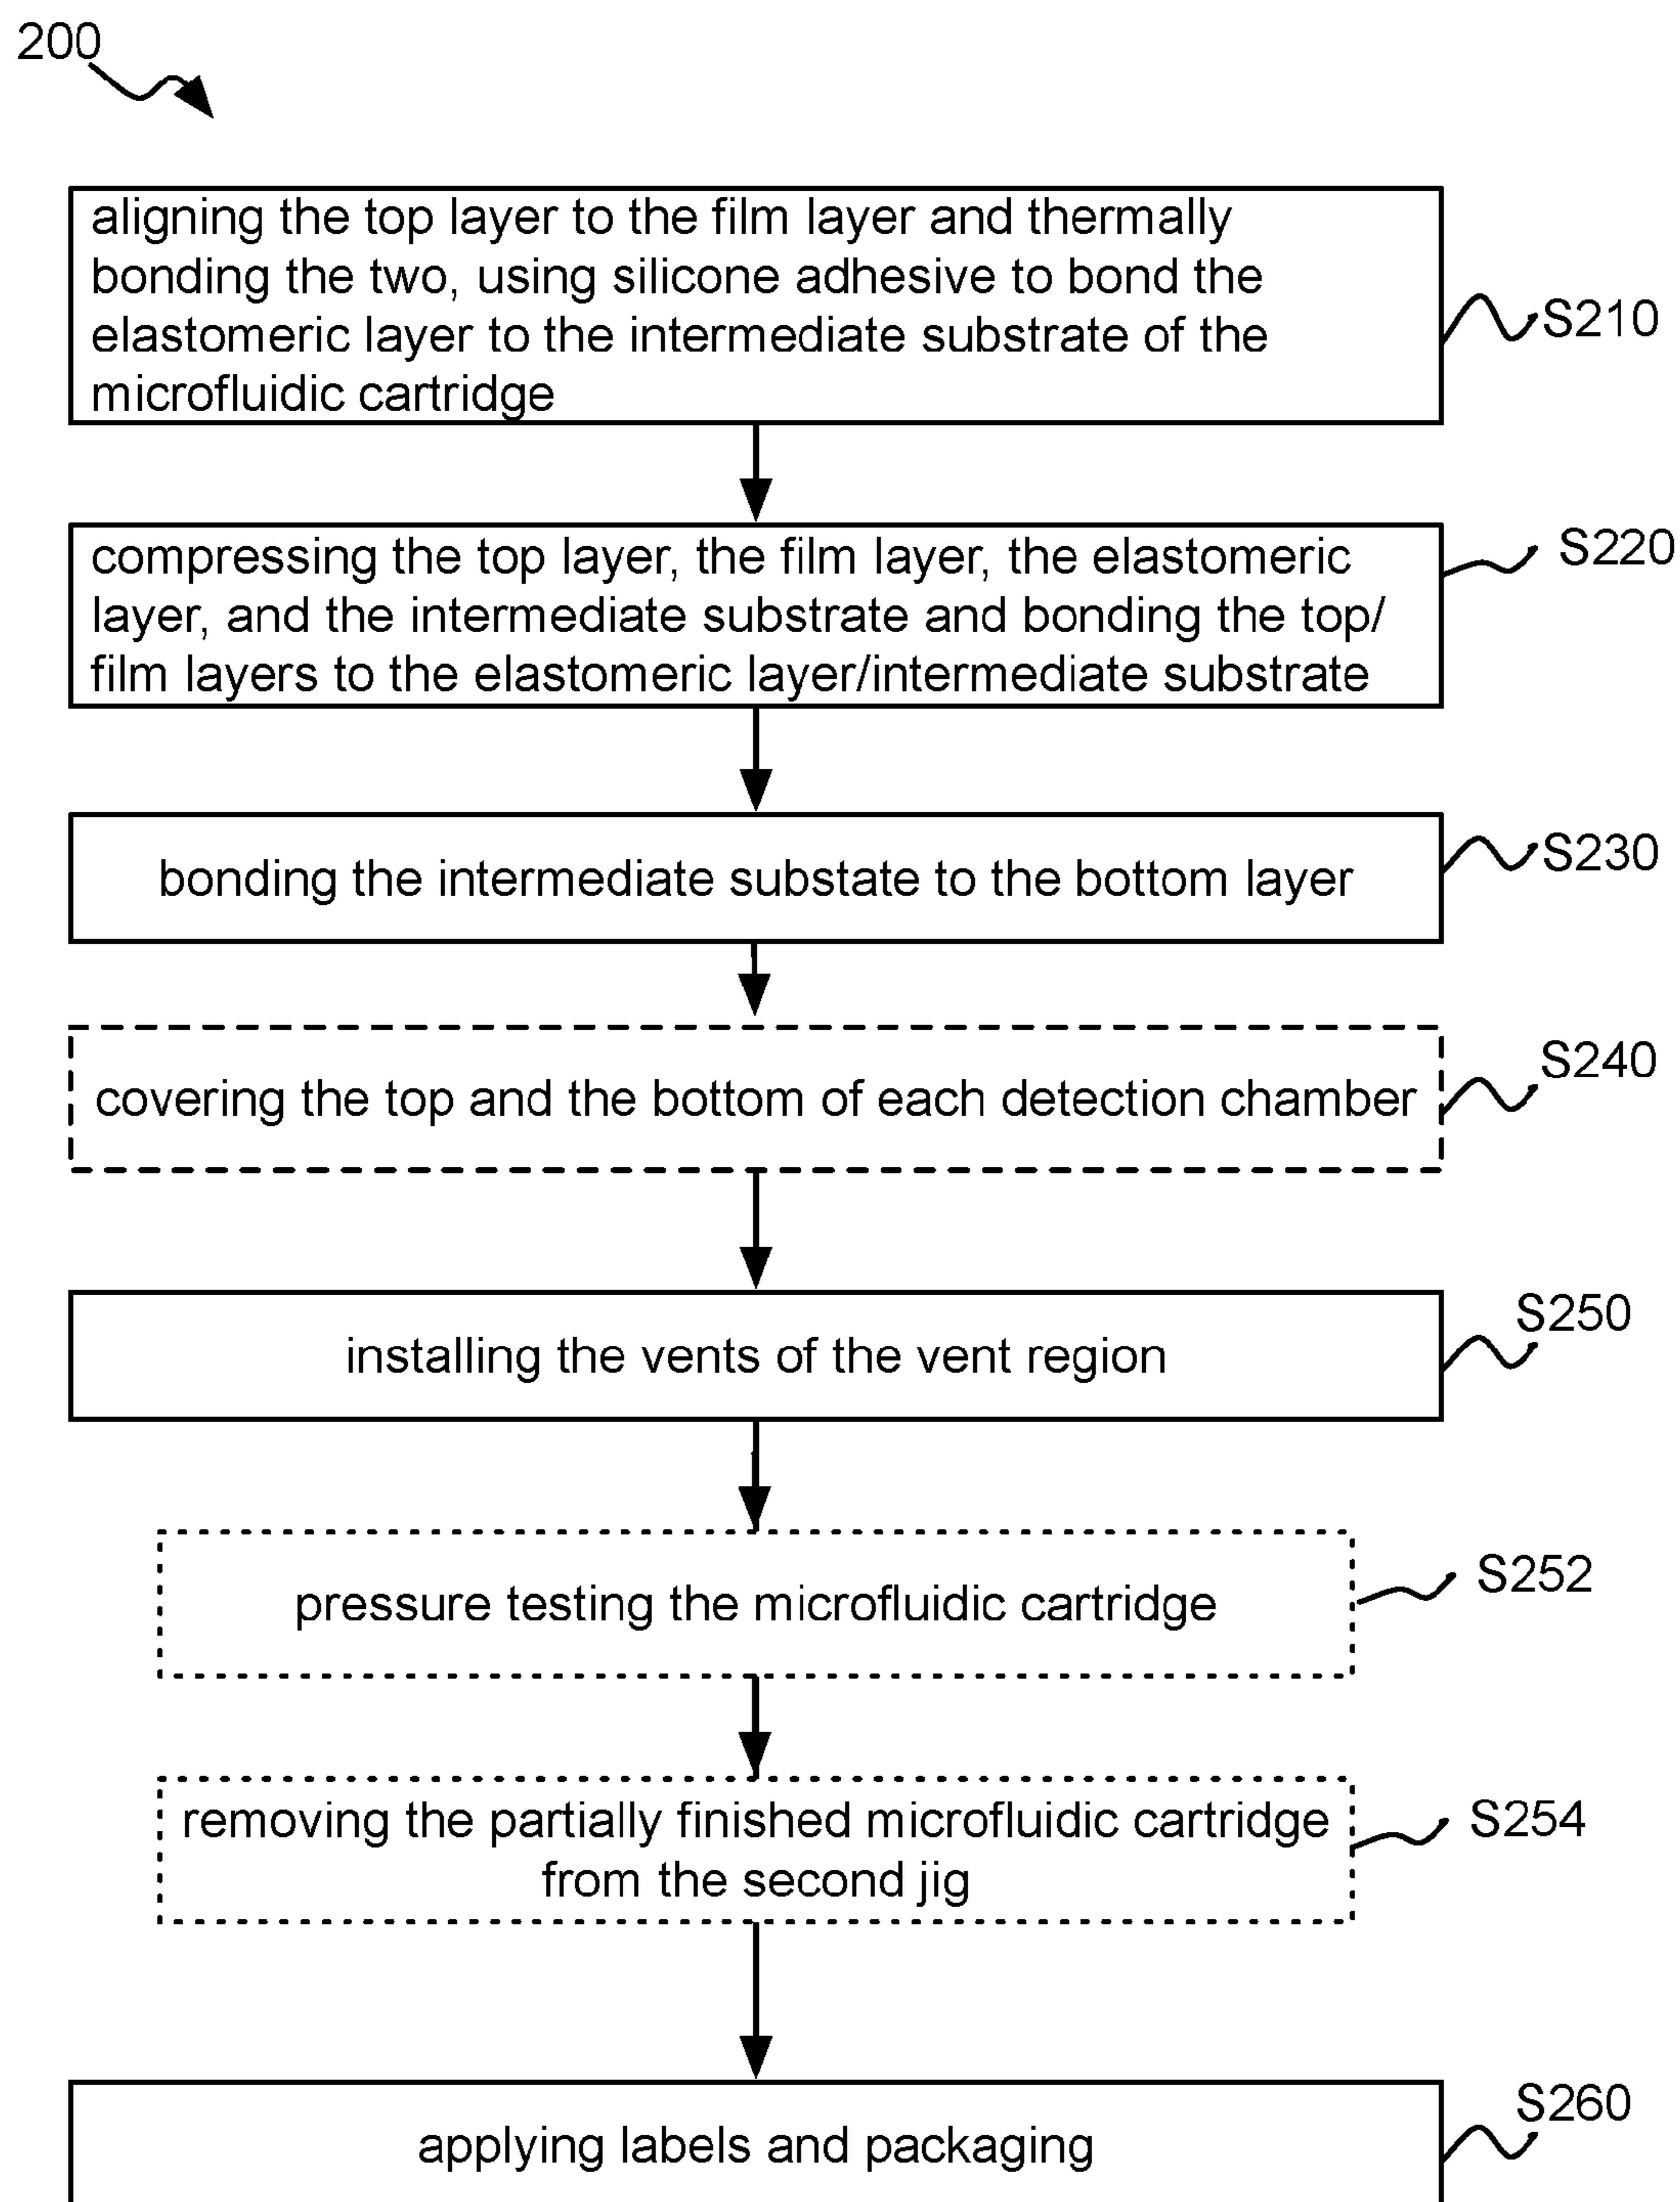 200
aligning the top layer to the film layer and thermally
bonding the two, using silicone adhesive to bond the
elastomeric layer to the intermediate substrate of the
microfluidic cartridge
S210
compressing the top layer, the film layer, the elastomeric
layer, and the intermediate substrate and bonding the top/
film layers to the elastomeric layer/intermediate substrate
S220
bonding the intermediate substate to the bottom layer
S230
covering the top and the bottom of each detection chamber
S240
installing the vents of the vent region
S250
pressure testing the microfluidic cartridge
S252
removing the partially finished microfluidic cartridge
from the second jig
S254
applying labels and packaging
S260